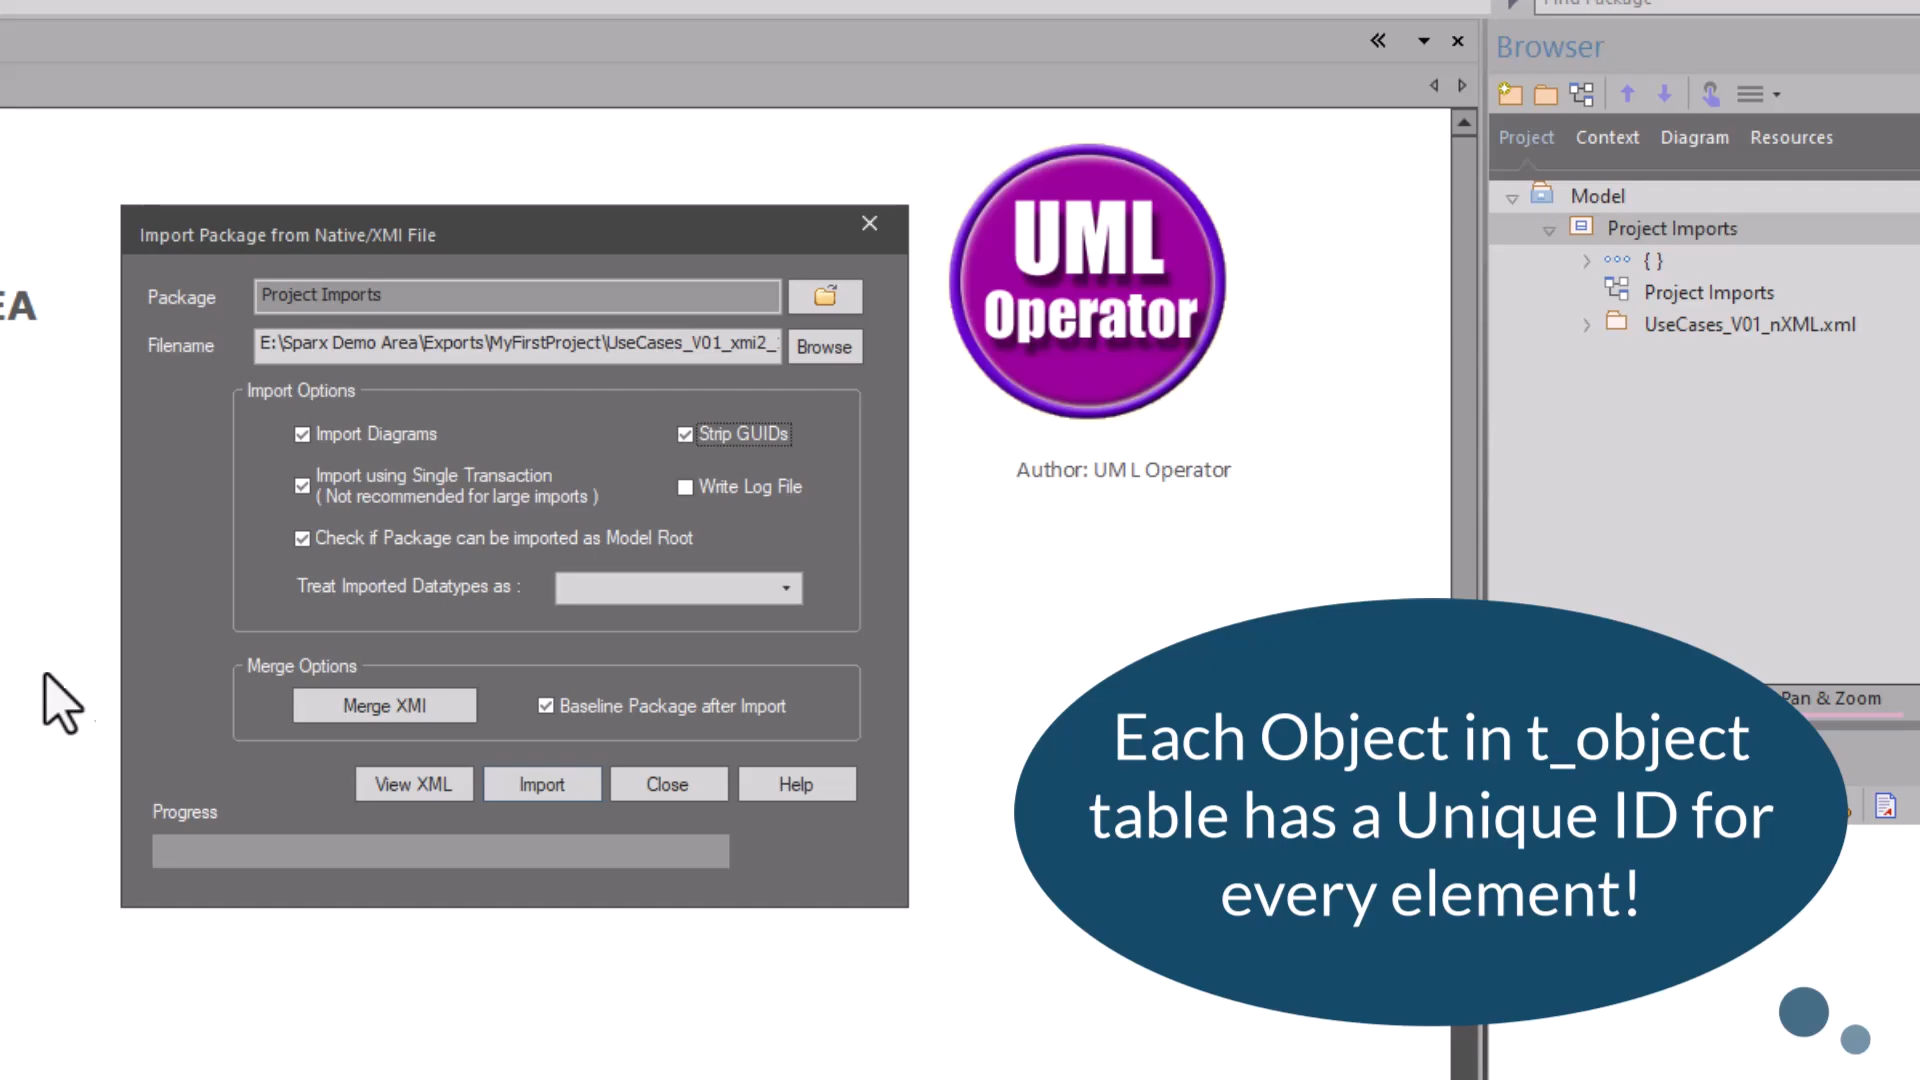 Browser
Project Context Diagram Resources
Model
Project Imports
{ }
Project Imports
UseCases_V01_nXML.xml
EA
Import Package from Native/XMI File
Package
Project Imports
Filename
E:\Sparx Demo Area\Exports\MyFirstProject\UseCases_V01_xmi2_
Browse
Import Options
Import Diagrams
Strip GUIDs
Import using Single Transaction
( Not recommended for large imports )
Write Log File
Check if Package can be imported as Model Root
Treat Imported Datatypes as :
Merge Options
Merge XMI
Baseline Package after Import
View XML
Import
Close
Help
Progress
UML
Operator
Author: UML Operator
Pan & Zoom
Each Object in t_object
table has a Unique ID for
every element!